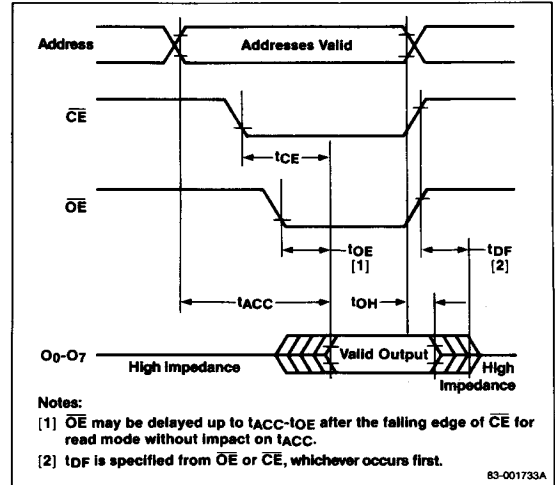 Address
Addresses Valid
CE
tCE
OE
tOE
[1]
tDF
[2]
tACC
tOH
O0-O7
High Impedance
Valid Output
High
Impedance
Notes:
[1] OE may be delayed up to tACC-tOE after the falling edge of CE for
read mode without impact on tACC.
[2] tDF is specified from OE or CE, whichever occurs first.
83-001733A